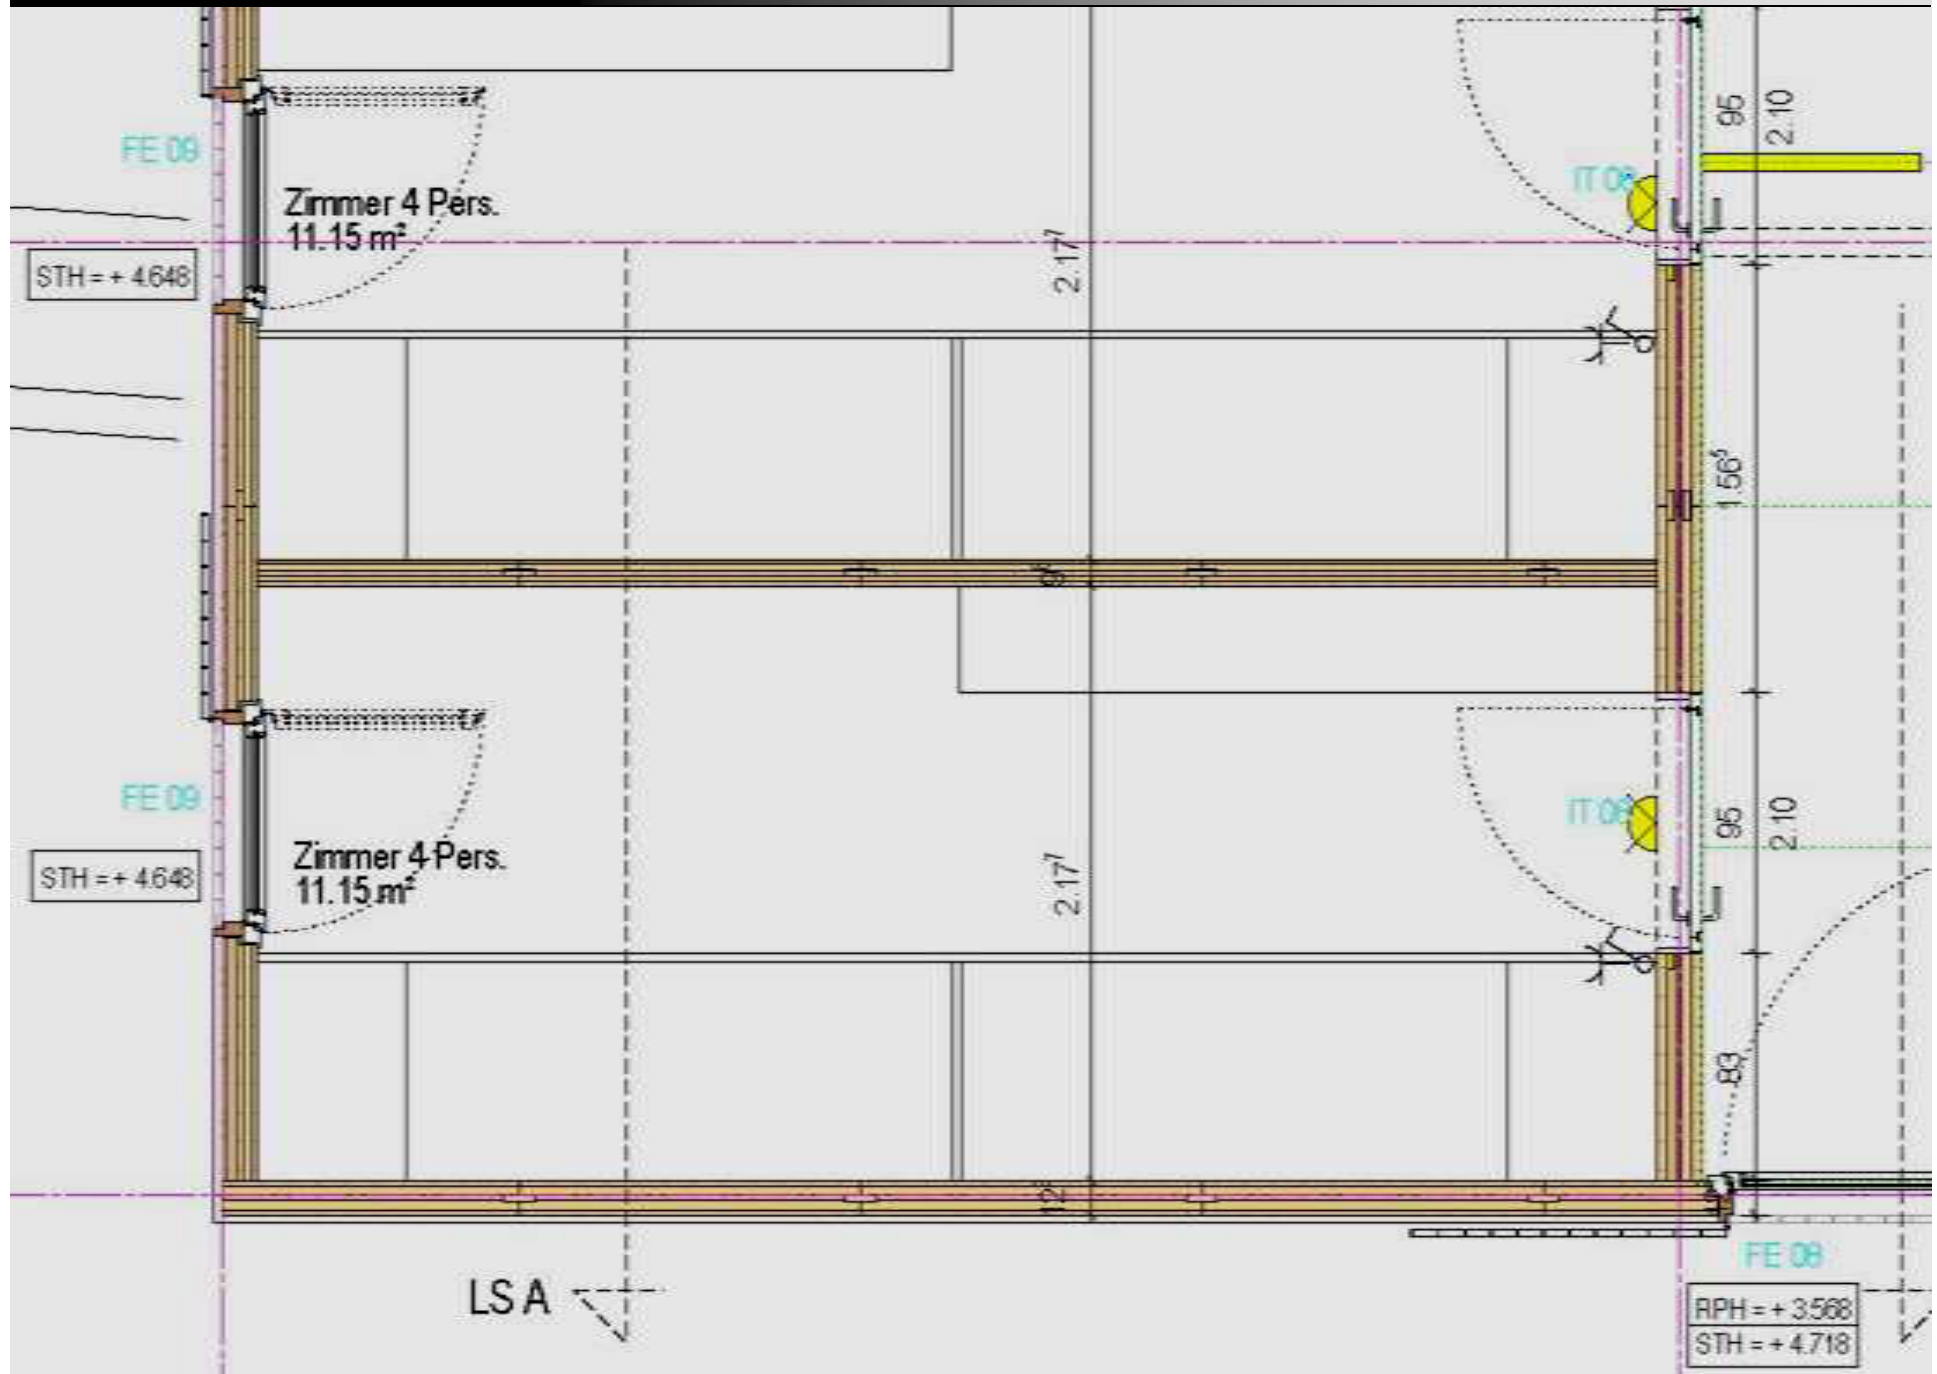 95
2.10
FE 09
IT 08
Zimmer 4 Pers.
11.15 m²
2.17⁷
STH = + 4.648
1.56⁵
FE 09
IT 08
95
2.10
Zimmer 4 Pers.
11.15 m²
2.17⁷
STH = + 4.648
83
LS A
FE 08
RPH = + 3.568
STH = + 4.718